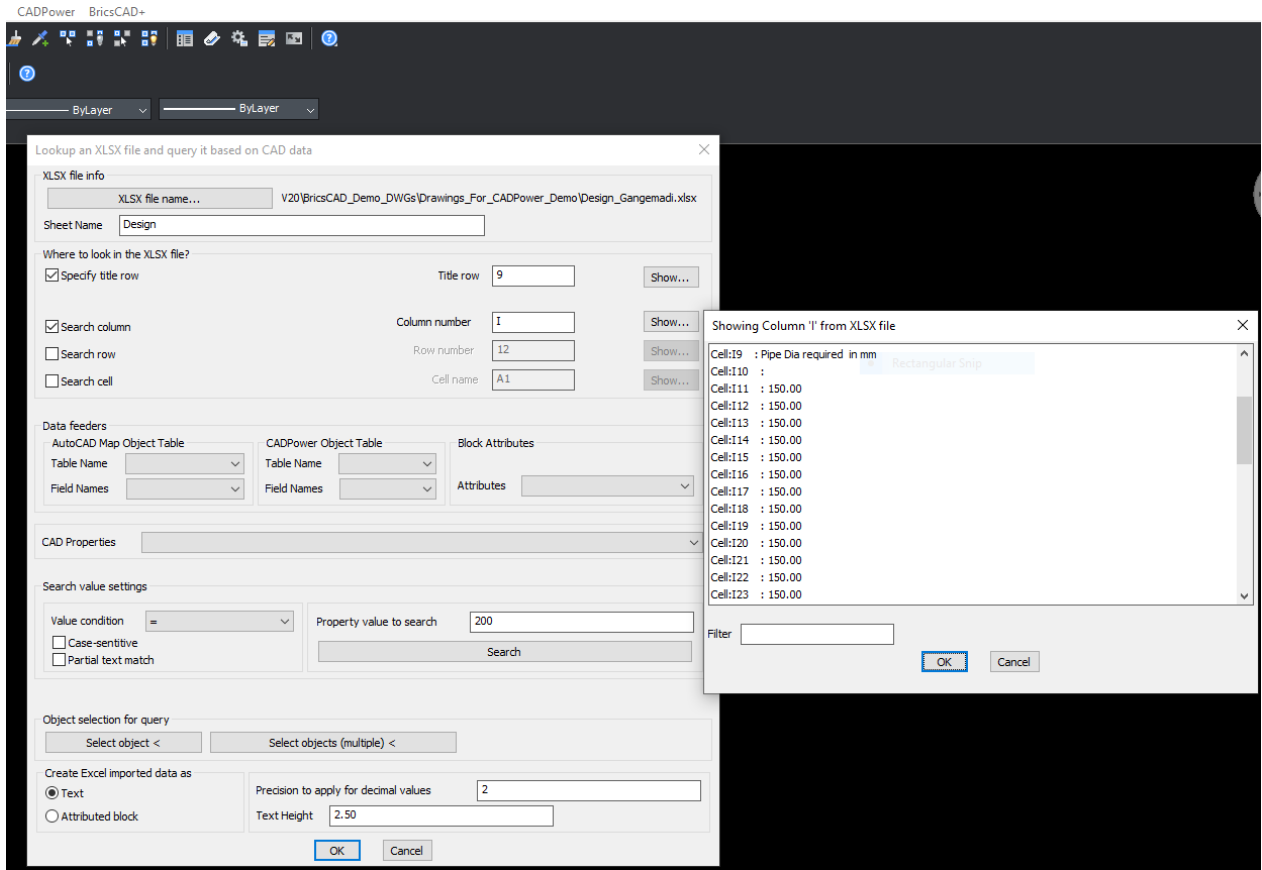 CADPower BricsCAD+
ByLayer ByLayer
Lookup an XLSX file and query it based on CAD data
XLSX file info
XLSX file name... V20\BricsCAD_Demo_DWGs\Drawings_For_CADPower_Demo\Design_Gangemadi.xlsx
Sheet Name Design
Where to look in the XLSX file?
Specify title row Title row 9 Show...
Search column Column number I Show...
Search row Row number 12 Show...
Search cell Cell name A1 Show...
Data feeders
AutoCAD Map Object Table CADPower Object Table Block Attributes
Table Name Table Name
Field Names Field Names Attributes
CAD Properties
Search value settings
Value condition = Property value to search 200
Case-sentitive
Partial text match
Search
Object selection for query
Select object < Select objects (multiple) <
Create Excel imported data as
Text Precision to apply for decimal values 2
Attributed block Text Height 2.50
OK Cancel
Showing Column 'I' from XLSX file
Cell:I9 : Pipe Dia required in mm
Rectangular Snip
Cell:I10 :
Cell:I11 : 150.00
Cell:I12 : 150.00
Cell:I13 : 150.00
Cell:I14 : 150.00
Cell:I15 : 150.00
Cell:I16 : 150.00
Cell:I17 : 150.00
Cell:I18 : 150.00
Cell:I19 : 150.00
Cell:I20 : 150.00
Cell:I21 : 150.00
Cell:I22 : 150.00
Cell:I23 : 150.00
Filter
OK Cancel